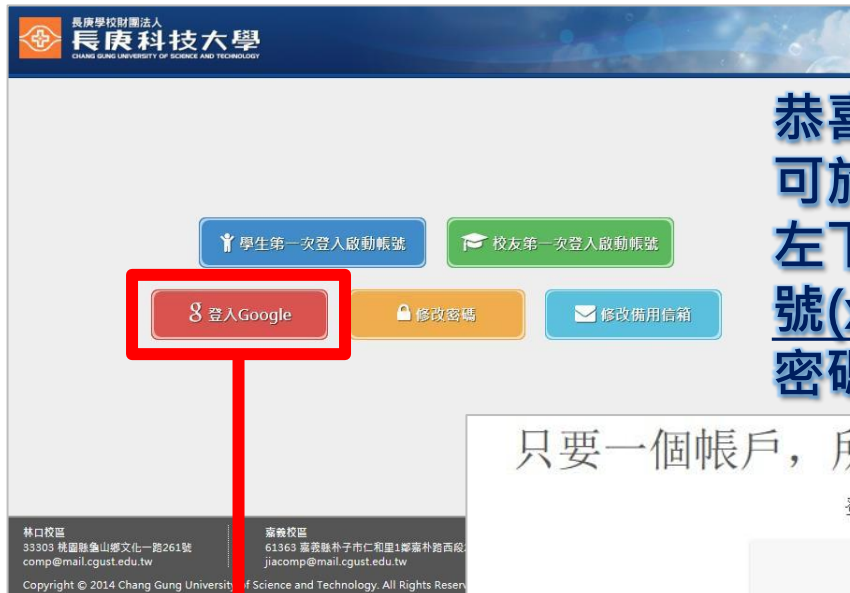 長庚學校財團法人
長庚科技大學
CHANG GUNG UNIVERSITY OF SCIENCE AND TECHNOLOGY
恭喜
可於
左下
號(x
密碼
學生第一次登入啟動帳號
校友第一次登入啟動帳號
登入Google
修改密碼
修改備用信箱
只要一個帳戶，所
登
林口校區
33303 桃園縣龜山鄉文化一路261號
comp@mail.cgust.edu.tw
嘉義校區
61363 嘉義縣朴子市仁和里1鄰嘉朴路西段
jiacomp@mail.cgust.edu.tw
Copyright © 2014 Chang Gung University of Science and Technology. All Rights Reserv